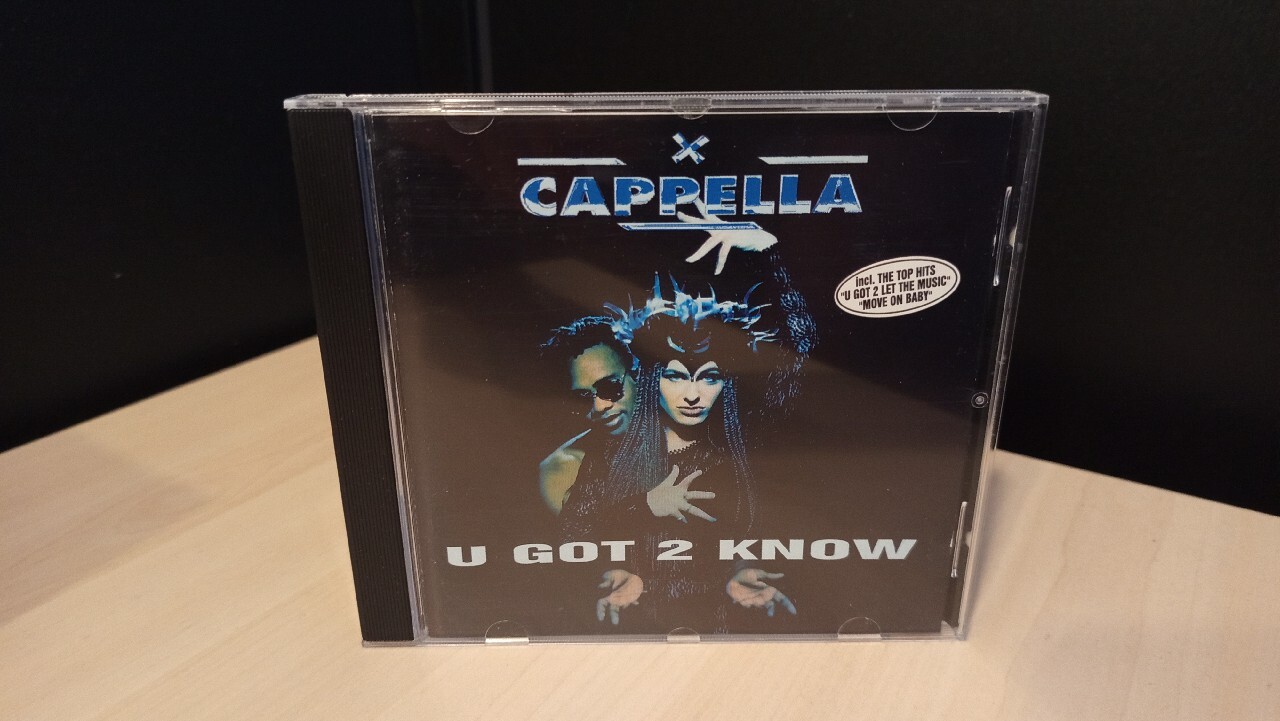 CAPPELLA
incl. THE TOP HITS
"U GOT 2 LET THE MUSIC"
"MOVE ON BABY"
U GOT 2 KNOW